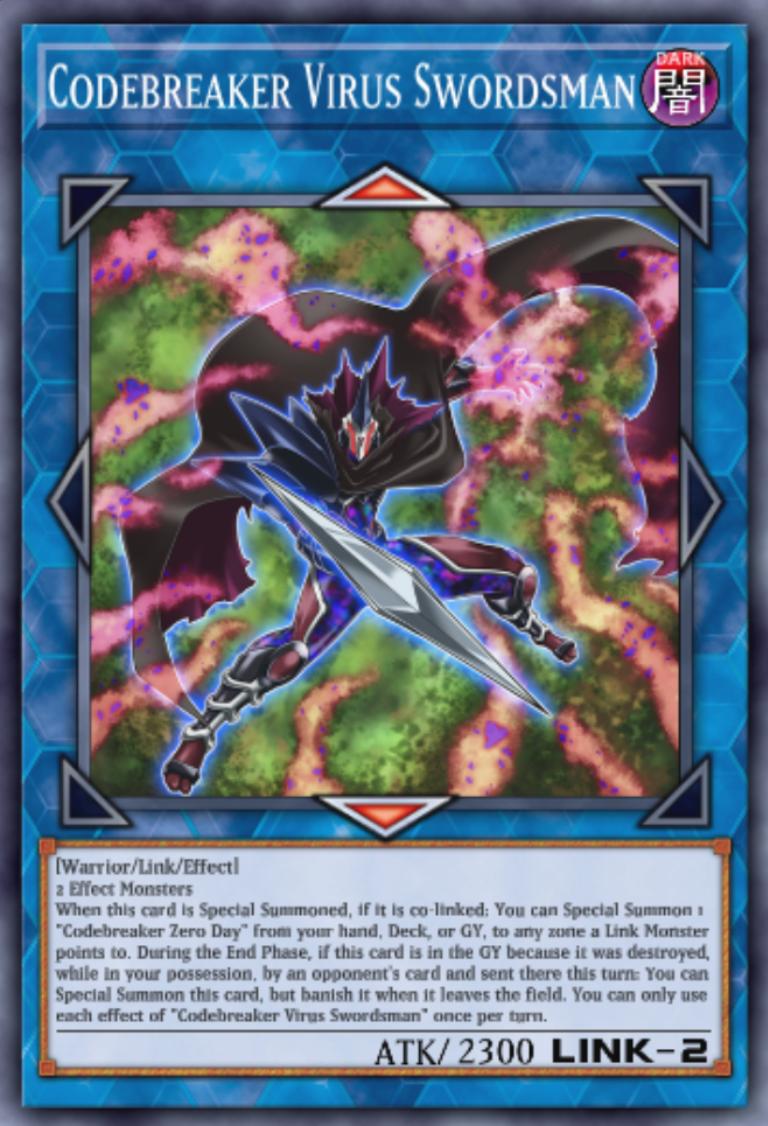 CODEBREAKER VIRUS SWORDSMAN
DARK
闇
[Warrior/Link/Effect]
2 Effect Monsters
When this card is Special Summoned, if it is co-linked: You can Special Summon 1
"Codebreaker Zero Day" from your hand, Deck, or GY, to any zone a Link Monster
points to. During the End Phase, if this card is in the GY because it was destroyed,
while in your possession, by an opponent's card and sent there this turn: You can
Special Summon this card, but banish it when it leaves the field. You can only use
each effect of "Codebreaker Virus Swordsman" once per turn.
ATK/ 2300 LINK-2